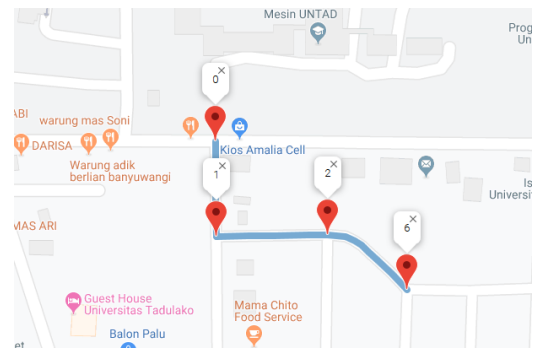 Mesin UNTAD
Prog
Un
0
ABI
warung mas Soni
DARISA
Kios Amalia Cell
Warung adik
berlian banyuwangi
1
2
Is
Universit
6
MAS ARI
Guest House
Universitas Tadulako
Mama Chito
Food Service
Balon Palu
et